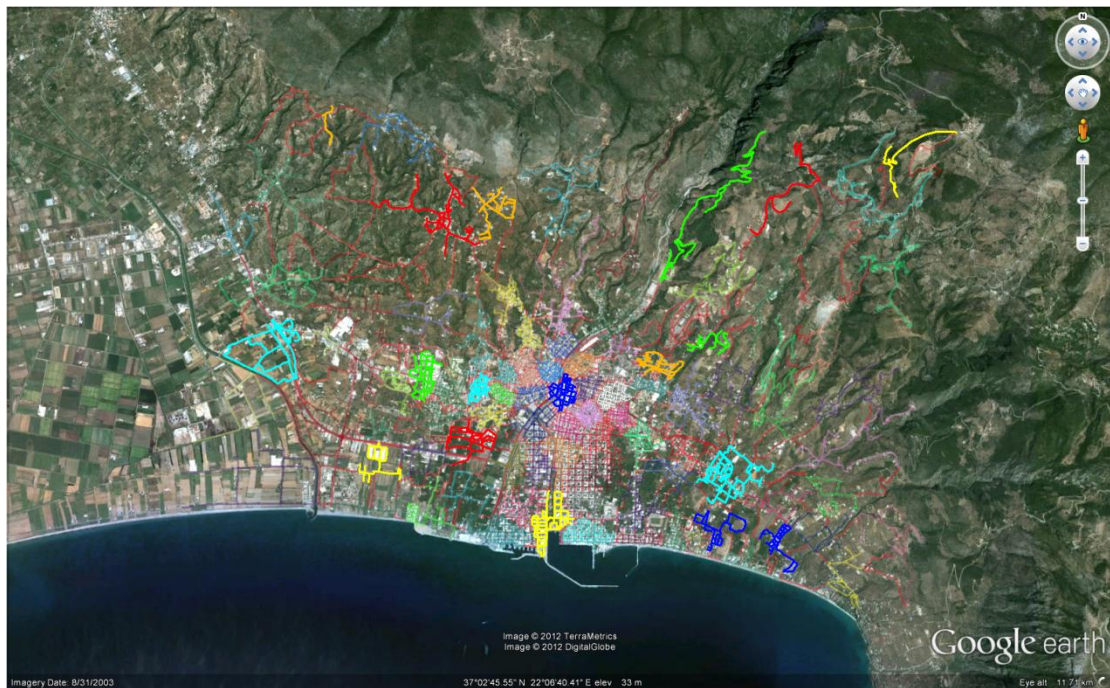 N
Image © 2012 TerraMetrics
Image © 2012 DigitalGlobe
Google earth
Imagery Date: 8/31/2003
37°02'45.55" N 22°06'40.41" E elev 33 m
Eye alt 11.71 km